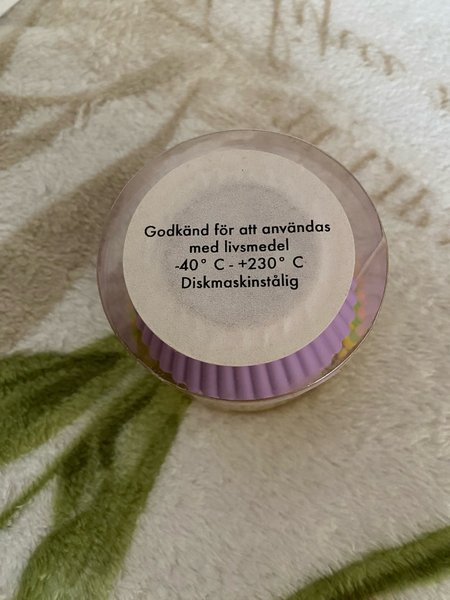 Godkänd för att användas
med livsmedel
-40° C - +230° C
Diskmaskinstålig